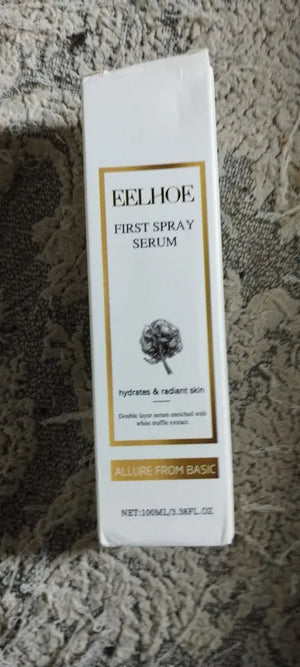 EELHOE
FIRST SPRAY
SERUM
hydrates & radiant skin
Double layer serum enriched with
white truffle extract.
ALLURE FROM BASIC
NET:100ML/3.38FL.OZ